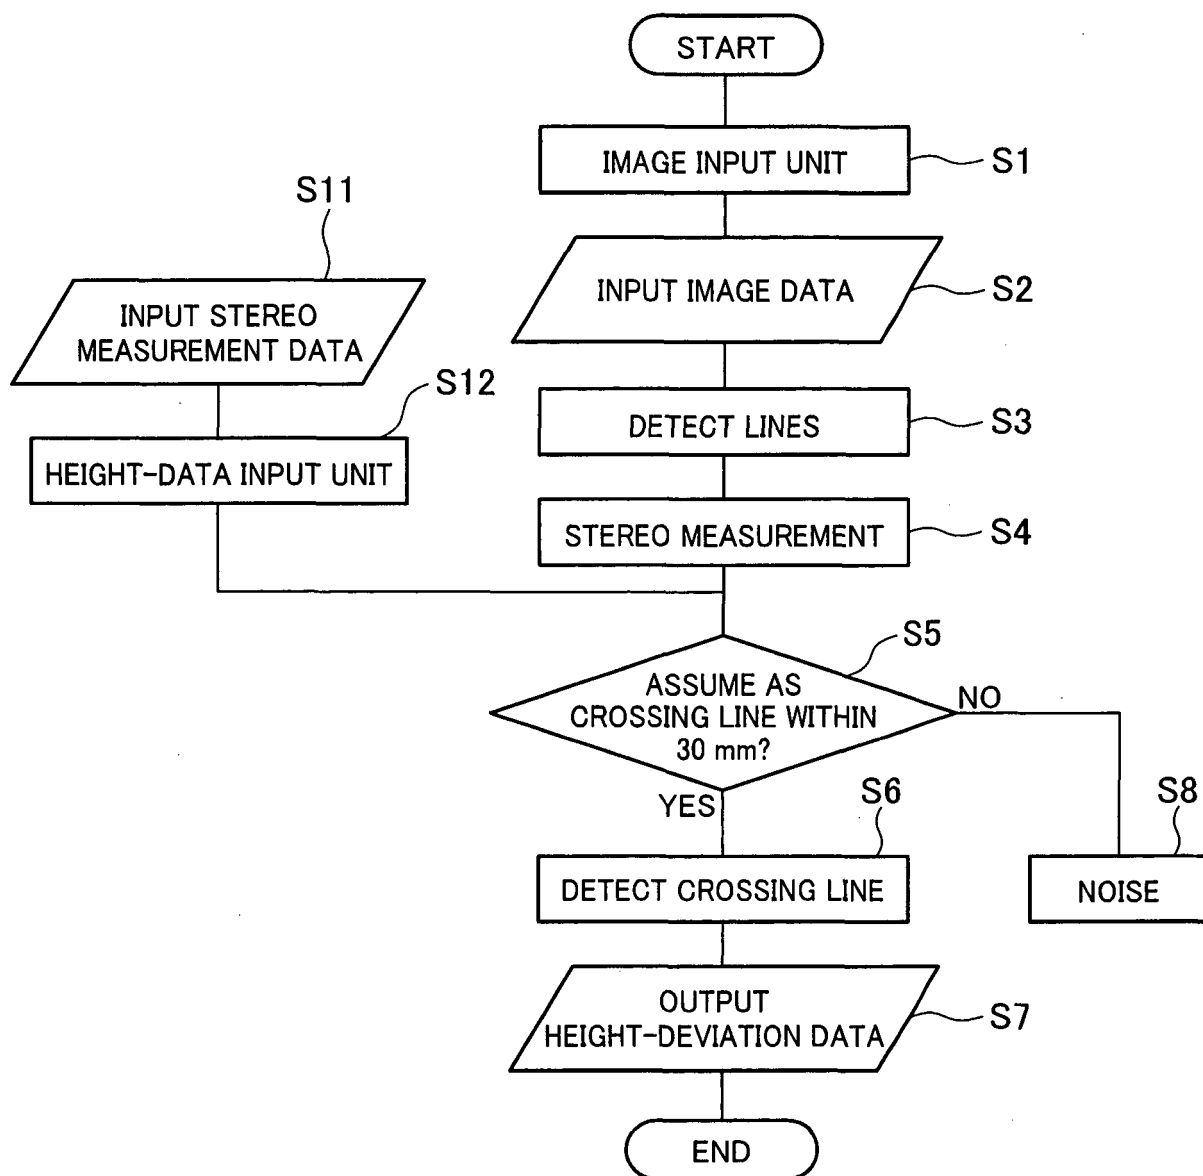 START
IMAGE INPUT UNIT
S1
S11
INPUT IMAGE DATA
S2
INPUT STEREO
MEASUREMENT DATA
S12
DETECT LINES
S3
HEIGHT-DATA INPUT UNIT
STEREO MEASUREMENT
S4
S5
ASSUME AS
CROSSING LINE WITHIN
30 mm?
NO
YES
S6
S8
DETECT CROSSING LINE
NOISE
OUTPUT
HEIGHT-DEVIATION DATA
S7
END